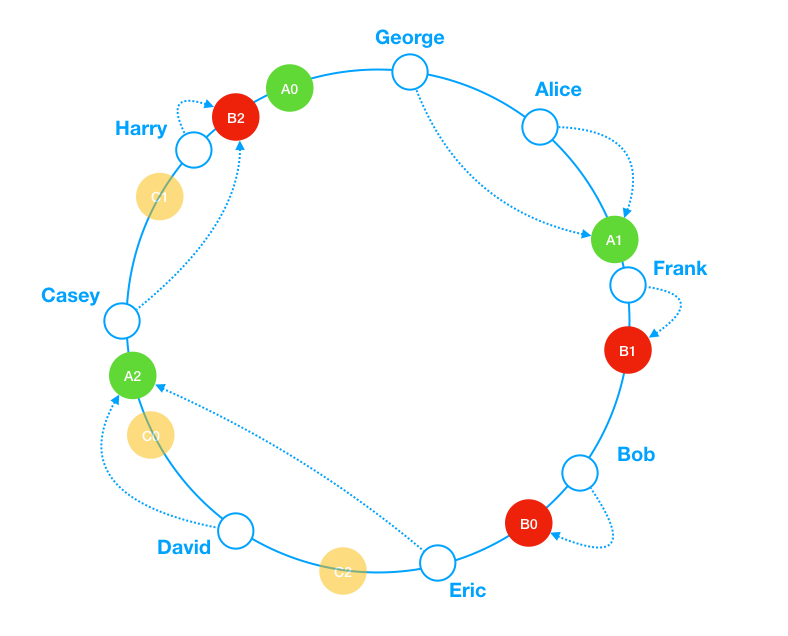 George
Alice
A0
B2
Harry
C1
A1
Frank
Casey
B1
A2
C0
Bob
B0
David
C2
Eric